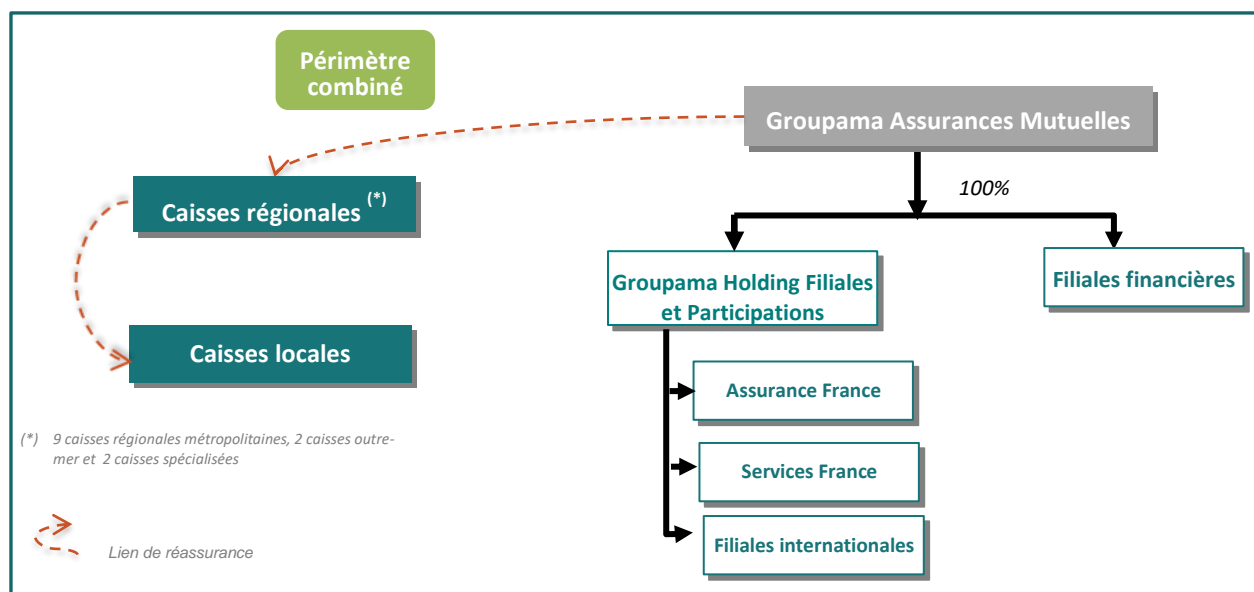 Périmètre
combiné
Groupama Assurances Mutuelles
100%
Caisses régionales (*)
Groupama Holding Filiales
et Participations
Filiales financières
Caisses locales
Assurance France
(*) 9 caisses régionales métropolitaines, 2 caisses outre-
mer et 2 caisses spécialisées
Services France
Filiales internationales
Lien de réassurance